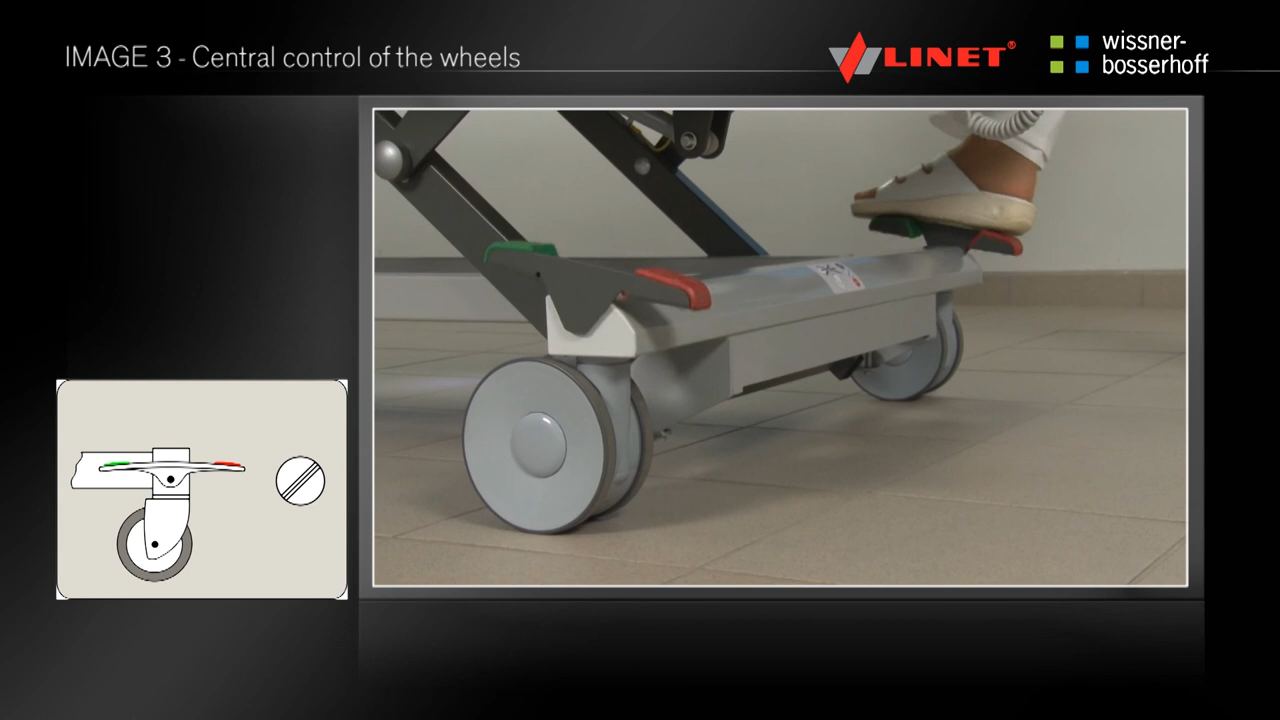 IMAGE 3 - Central control of the wheels
LINET®
wissner-
bosserhoff